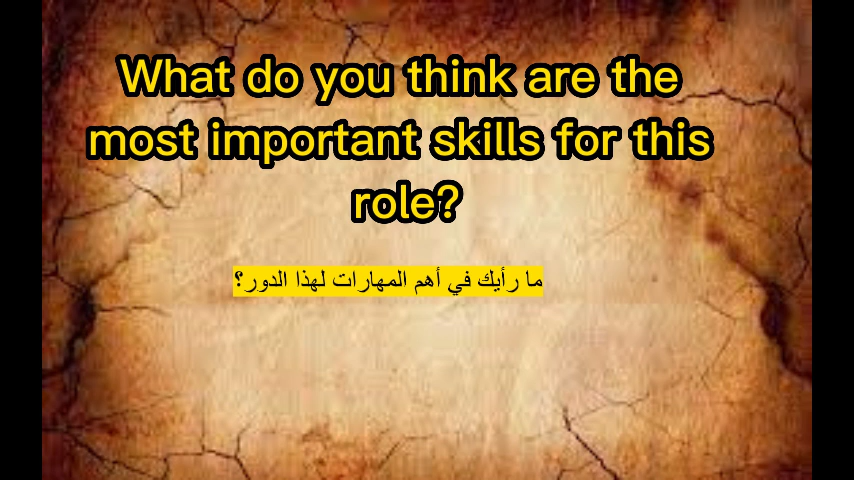 What do you think are the
most important skills for this
role?
ما رأيك في أهم المهارات لهذا الدور؟